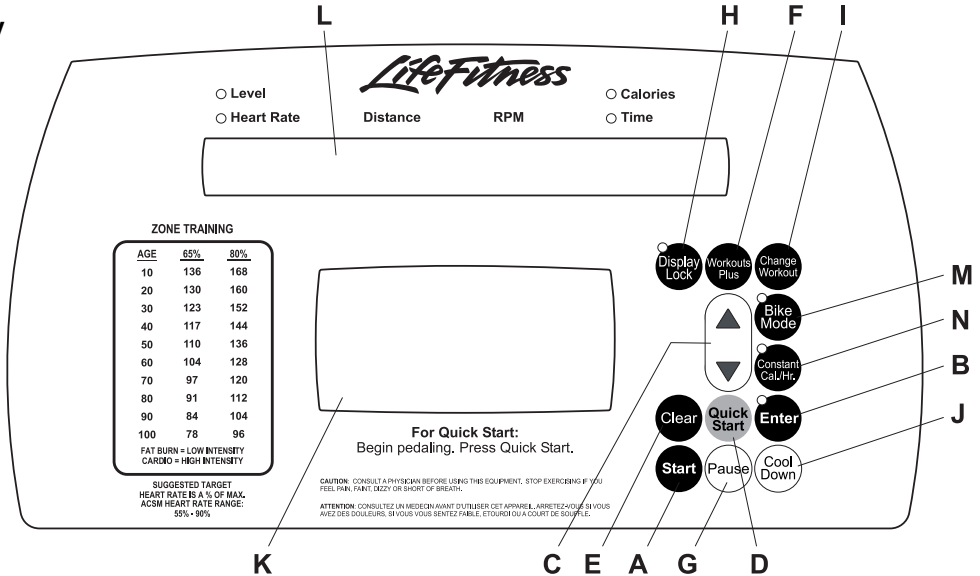 L
H
F
I
LifeFitness
Level
Calories
Heart Rate
Distance
RPM
Time
ZONE TRAINING
AGE 65% 80%
10 136 168
20 130 160
30 123 152
40 117 144
50 110 136
60 104 128
70 97 120
80 91 112
90 84 104
100 78 96
FAT BURN = LOW INTENSITY
CARDIO = HIGH INTENSITY
SUGGESTED TARGET
HEART RATE IS A % OF MAX.
ACSM HEART RATE RANGE:
55% - 90%
Display
Lock
Workouts
Plus
Change
Workout
Bike
Mode
M
Constant
Cal./Hr.
N
B
Clear
Quick
Start
Enter
J
Start
Pause
Cool
Down
For Quick Start:
Begin pedaling. Press Quick Start.
CAUTION: CONSULT A PHYSICIAN BEFORE USING THIS EQUIPMENT. STOP EXERCISING IF YOU
FEEL PAIN, FAINT, DIZZY OR SHORT OF BREATH.
ATTENTION: CONSULTEZ UN MEDECIN AVANT D'UTILISER CET APPAREIL. ARRETEZ-VOUS SI VOUS
AVEZ DES DOULEURS, SI VOUS VOUS SENTEZ FAIBLE, ETOURDI OU A COURT DE SOUFFLE.
K
C
E
A
G
D